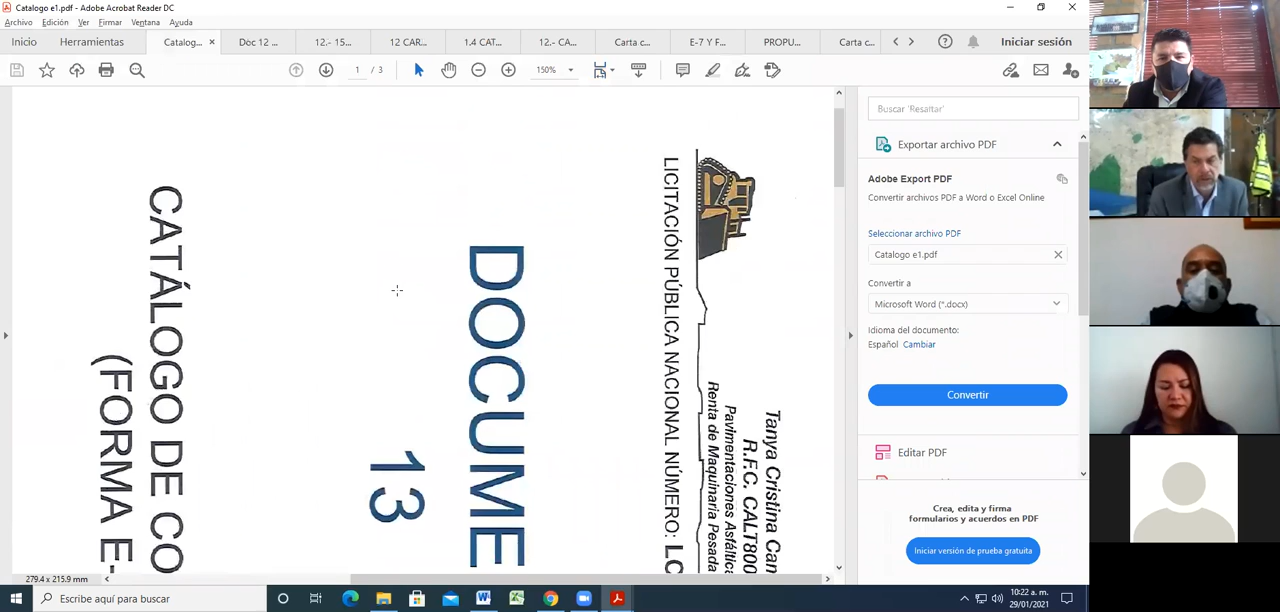 Catalogo e1.pdf - Adobe Acrobat Reader DC
Archivo Edición Ver Firmar Ventana Ayuda
Inicio Herramientas Catalog... Doc 12 ... 12.- 15... 12 CAR... 1.4 CAT... 12.- CA... Carta c... E-7 Y F... PROPU... Carta c... Iniciar sesión
1 / 3 150%
Tanya Cristina Can
R.F.C. CALT800
Pavimentaciones Asfáltica
Renta de Maquinaria Pesada
LICITACIÓN PÚBLICA NACIONAL NÚMERO: LO
DOCUME
13
CATÁLOGO DE CO
(FORMA E-
279.4 x 215.9 mm
Buscar 'Resaltar'
Exportar archivo PDF
Adobe Export PDF
Convertir archivos PDF a Word o Excel Online
Seleccionar archivo PDF
Catalogo e1.pdf
Convertir a
Microsoft Word (*.docx)
Idioma del documento:
Español Cambiar
Convertir
Editar PDF
Crea, edita y firma
formularios y acuerdos en PDF
Iniciar versión de prueba gratuita
Escribe aquí para buscar
10:22 a. m.
29/01/2021